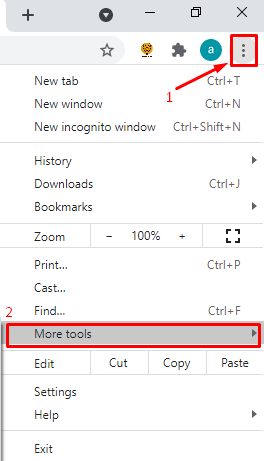 a
1
New tab Ctrl+T
New window Ctrl+N
New incognito window Ctrl+Shift+N
History
Downloads Ctrl+J
Bookmarks
Zoom − 100% +
Print... Ctrl+P
Cast...
Find... Ctrl+F
2
More tools
Edit Cut Copy Paste
Settings
Help
Exit